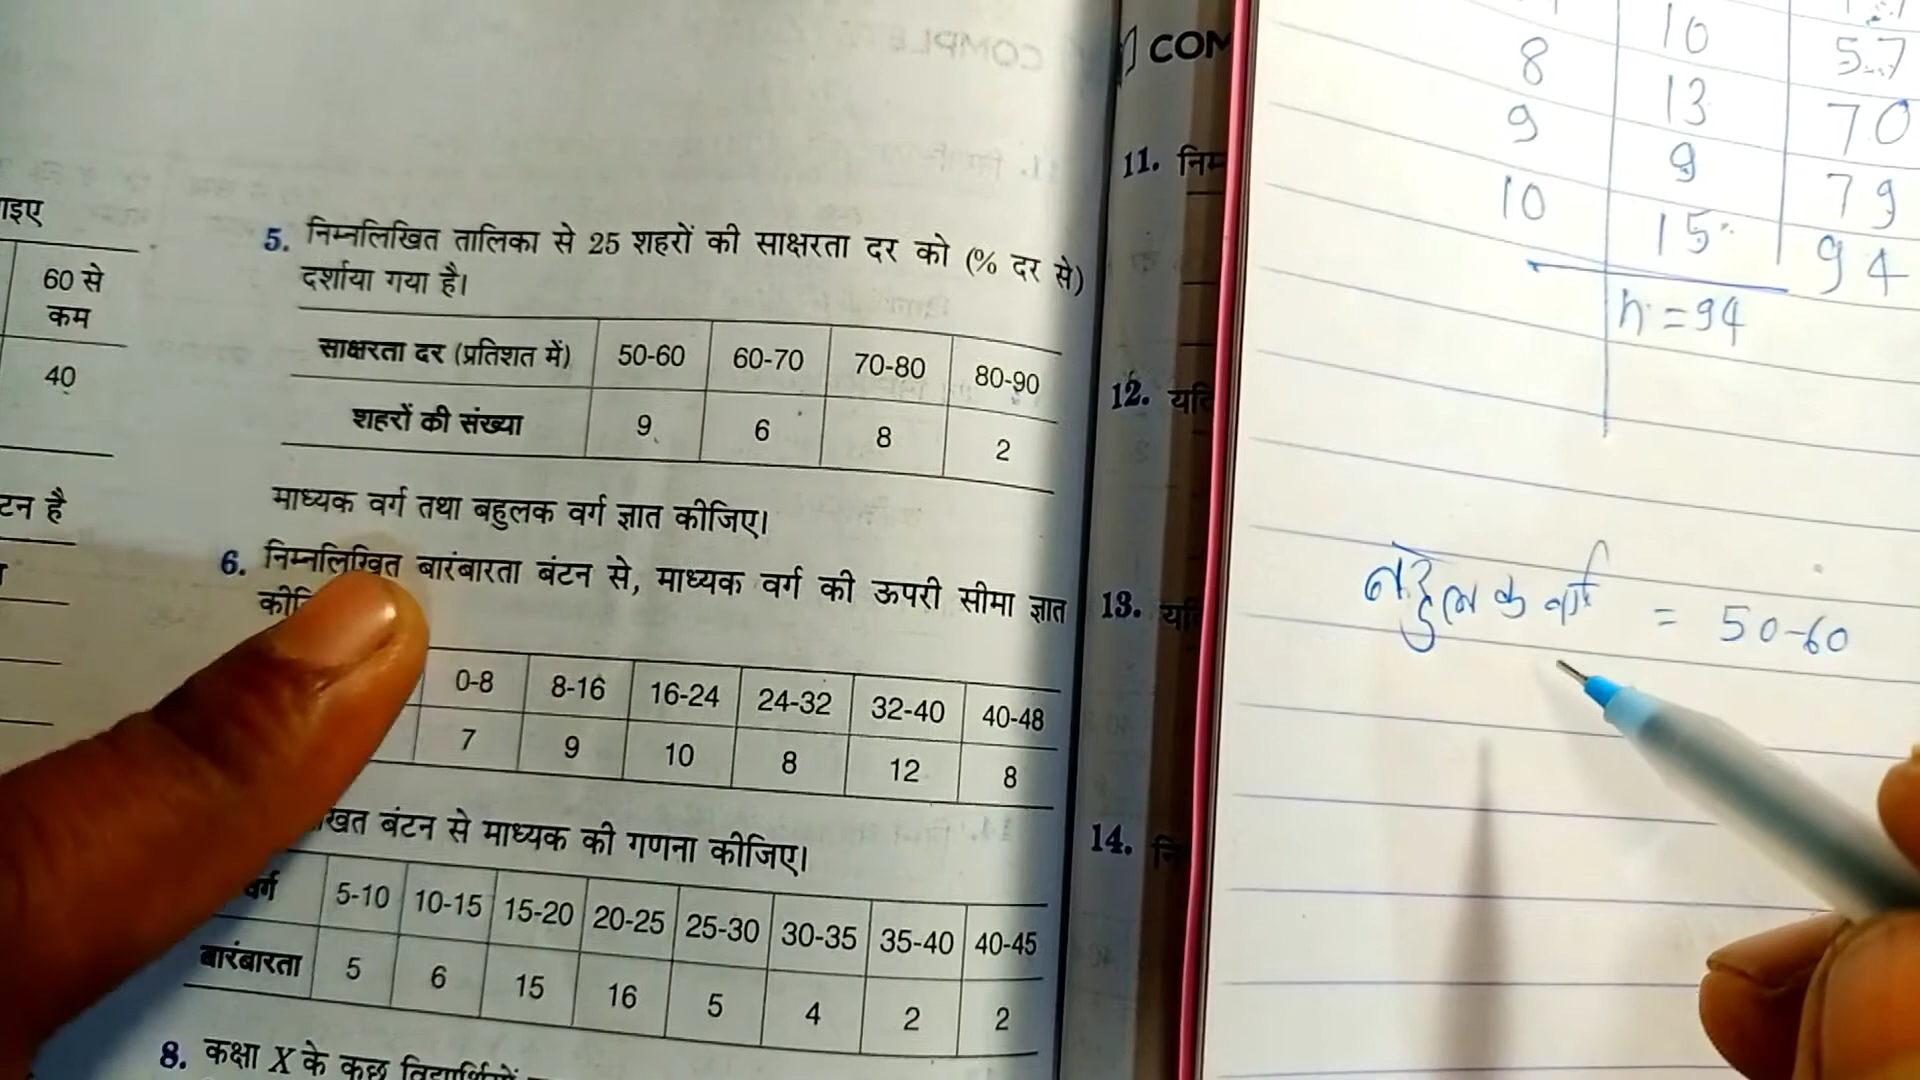 COM
60 से
कम
40
टन है
5. निम्नलिखित तालिका से 25 शहरों की साक्षरता दर को (% दर से)
दर्शाया गया है।
साक्षरता दर (प्रतिशत में) 50-60 60-70 70-80 80-90
शहरों की संख्या 9 6 8 2
माध्यक वर्ग तथा बहुलक वर्ग ज्ञात कीजिए।
6. निम्नलिखित बारंबारता बंटन से, माध्यक वर्ग की ऊपरी सीमा ज्ञात
0-8 8-16 16-24 24-32 32-40 40-48
7 9 10 8 12 8
बंटन से माध्यक की गणना कीजिए।
वर्ग 5-10 10-15 15-20 20-25 25-30 30-35 35-40 40-45
बारंबारता 5 6 15 16 5 4 2 2
8. कक्षा X के कुछ
11.
12.
13.
14.
10 57
8 13 70
9 9 79
10 15 94
n = 94
बहुलक वर्ग = 50-60